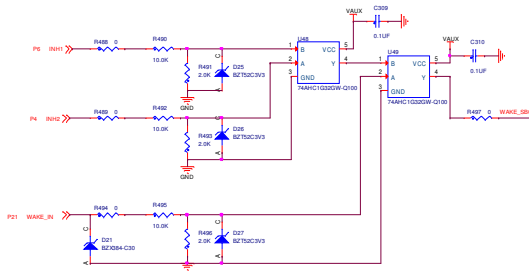 C309
VAUX
0.1UF
U48
P6 INH1
R488 0
R490
10.0K
R491
2.0K
D25
BZT52C3V3
C
A
GND
1 B VCC 5
2 A Y 4
3 GND
74AHC1G32GW-Q100
VAUX
C310
0.1UF
U49
1 B VCC 5
2 A Y 4
3 GND
74AHC1G32GW-Q100
R497 0
P4 INH2
R489 0
R492
10.0K
R493
2.0K
D26
BZT52C3V3
C
A
GND
P21 WAKE_IN
R494 0
R495
10.0K
C
D21
BZX384-C30
A
R496
2.0K
C
D27
BZT52C3V3
A